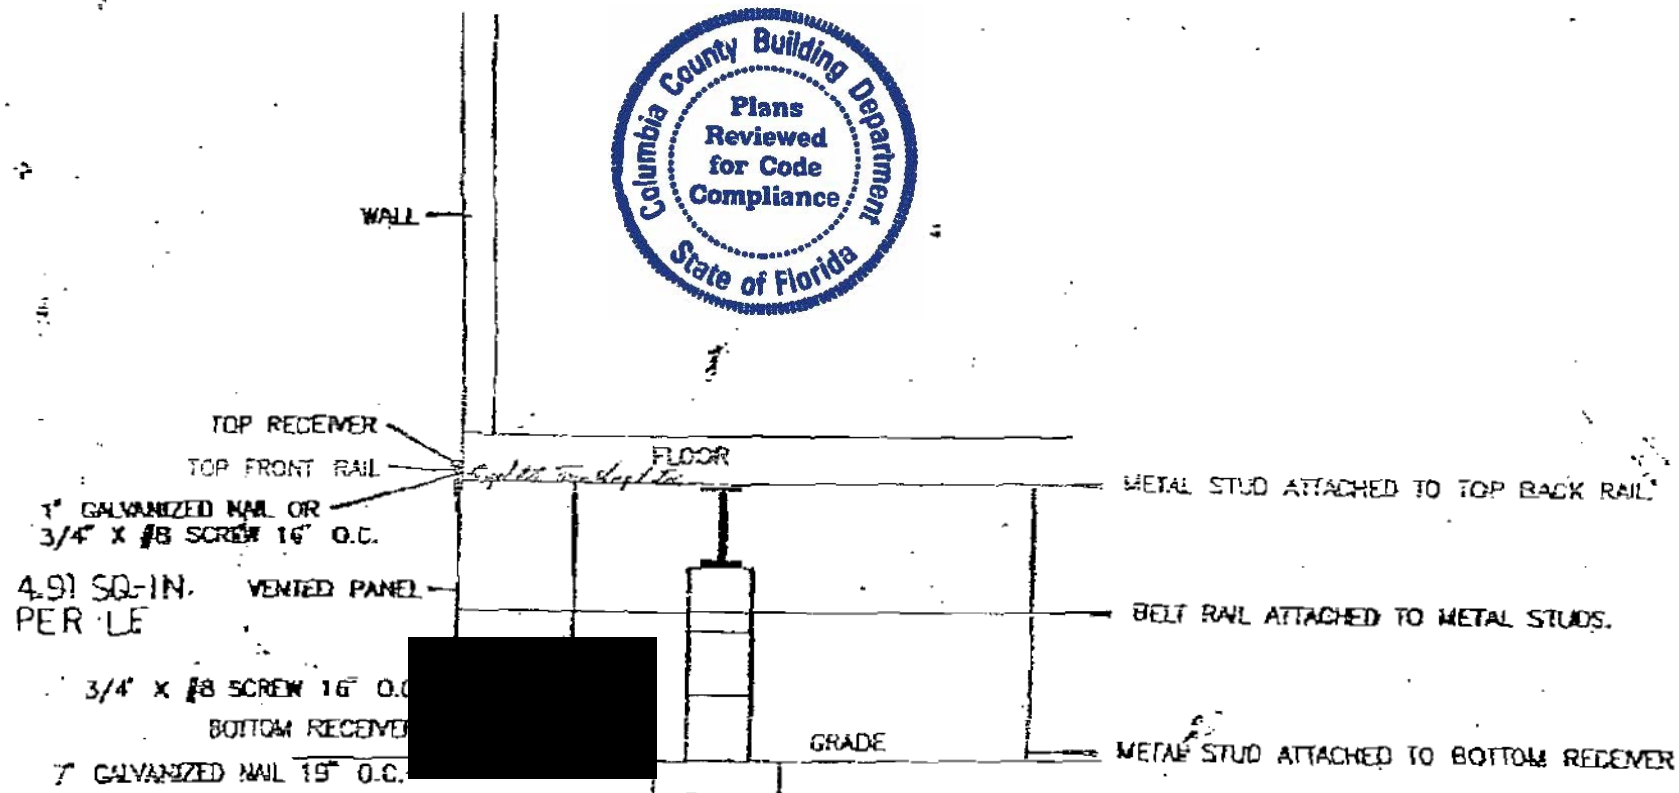 Columbia County Building Department
Plans
Reviewed
for Code
Compliance
State of Florida
WALL
TOP RECEIVER
TOP FRONT RAIL
1" GALVANIZED NAIL OR
3/4" X #8 SCREW 16" O.C.
FLOOR
METAL STUD ATTACHED TO TOP BACK RAIL.
4.91 SQ-IN.
PER LF
VENTED PANEL
BELT RAIL ATTACHED TO METAL STUDS.
3/4" X #8 SCREW 16" O.C
BOTTOM RECEIVER
GRADE
METAL STUD ATTACHED TO BOTTOM RECEIVER
7" GALVANIZED NAIL 19" O.C.